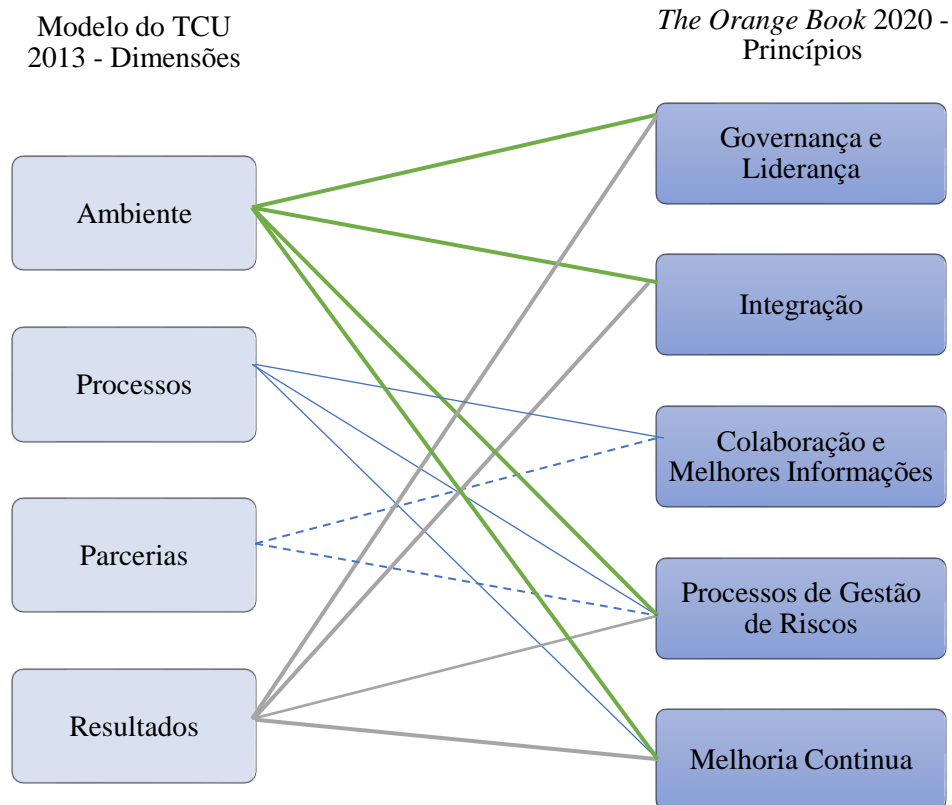 Modelo do TCU
2013 - Dimensões
The Orange Book 2020 -
Princípios
Ambiente
Processos
Parcerias
Resultados
Governança e
Liderança
Integração
Colaboração e
Melhores Informações
Processos de Gestão
de Riscos
Melhoria Continua